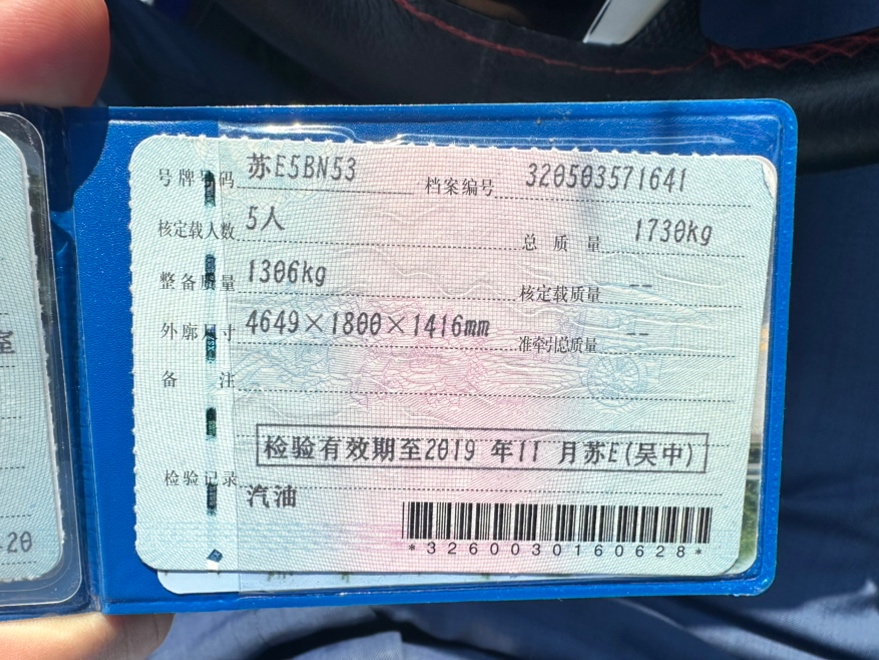 号牌号码 苏E5BN53 档案编号 320503571641
核定载人数 5人 总质量 1730kg
整备质量 1306kg 核定载质量 --
外廓尺寸 4649×1800×1416mm 准牵引总质量 --
备注
检验有效期至2019 年11 月苏E(吴中)
检验记录
汽油
*3260030160628*
-20